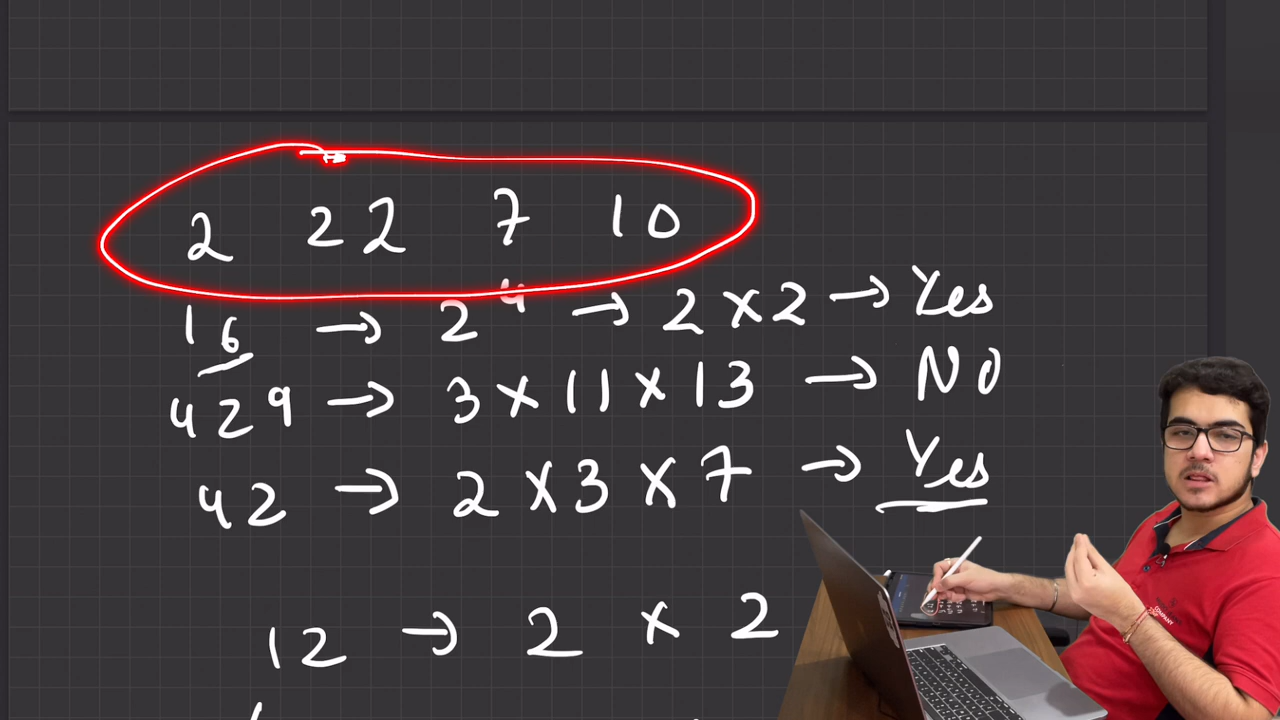 2 22 7 10
16 → 2⁴ → 2 × 2 → Yes
429 → 3 × 11 × 13 → NO
42 → 2 × 3 × 7 → Yes
12 → 2 × 2
COMPANY